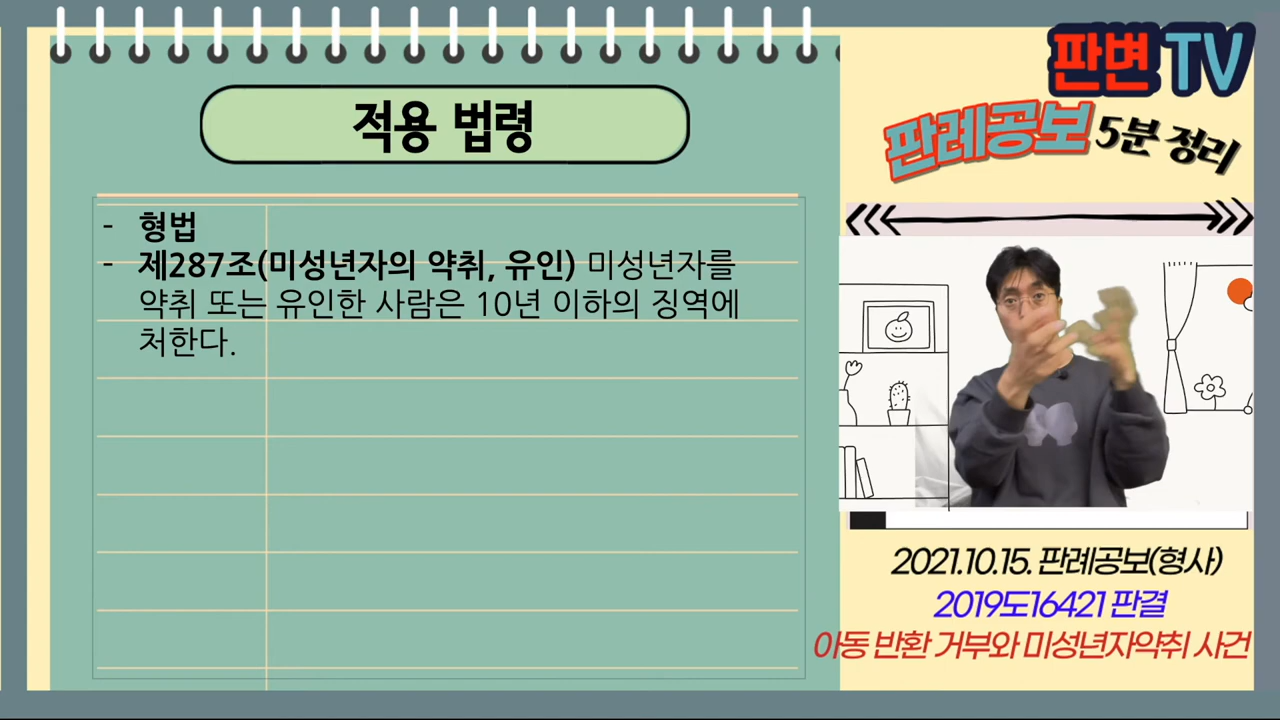 적용 법령
- 형법
- 제287조(미성년자의 약취, 유인) 미성년자를
약취 또는 유인한 사람은 10년 이하의 징역에
처한다.
판변 TV
판례공보 5분 정리
2021.10.15. 판례공보(형사)
2019도16421 판결
아동 반환 거부와 미성년자약취 사건